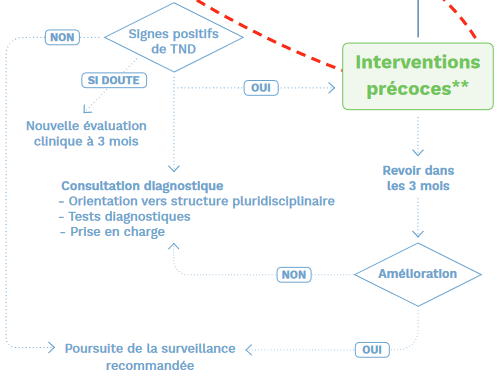 NON
Signes positifs
de TND
SI DOUTE
OUI
Interventions
précoces**
Nouvelle évaluation
clinique à 3 mois
Revoir dans
les 3 mois
Consultation diagnostique
- Orientation vers structure pluridisciplinaire
- Tests diagnostiques
- Prise en charge
NON
Amélioration
Poursuite de la surveillance
recommandée
OUI